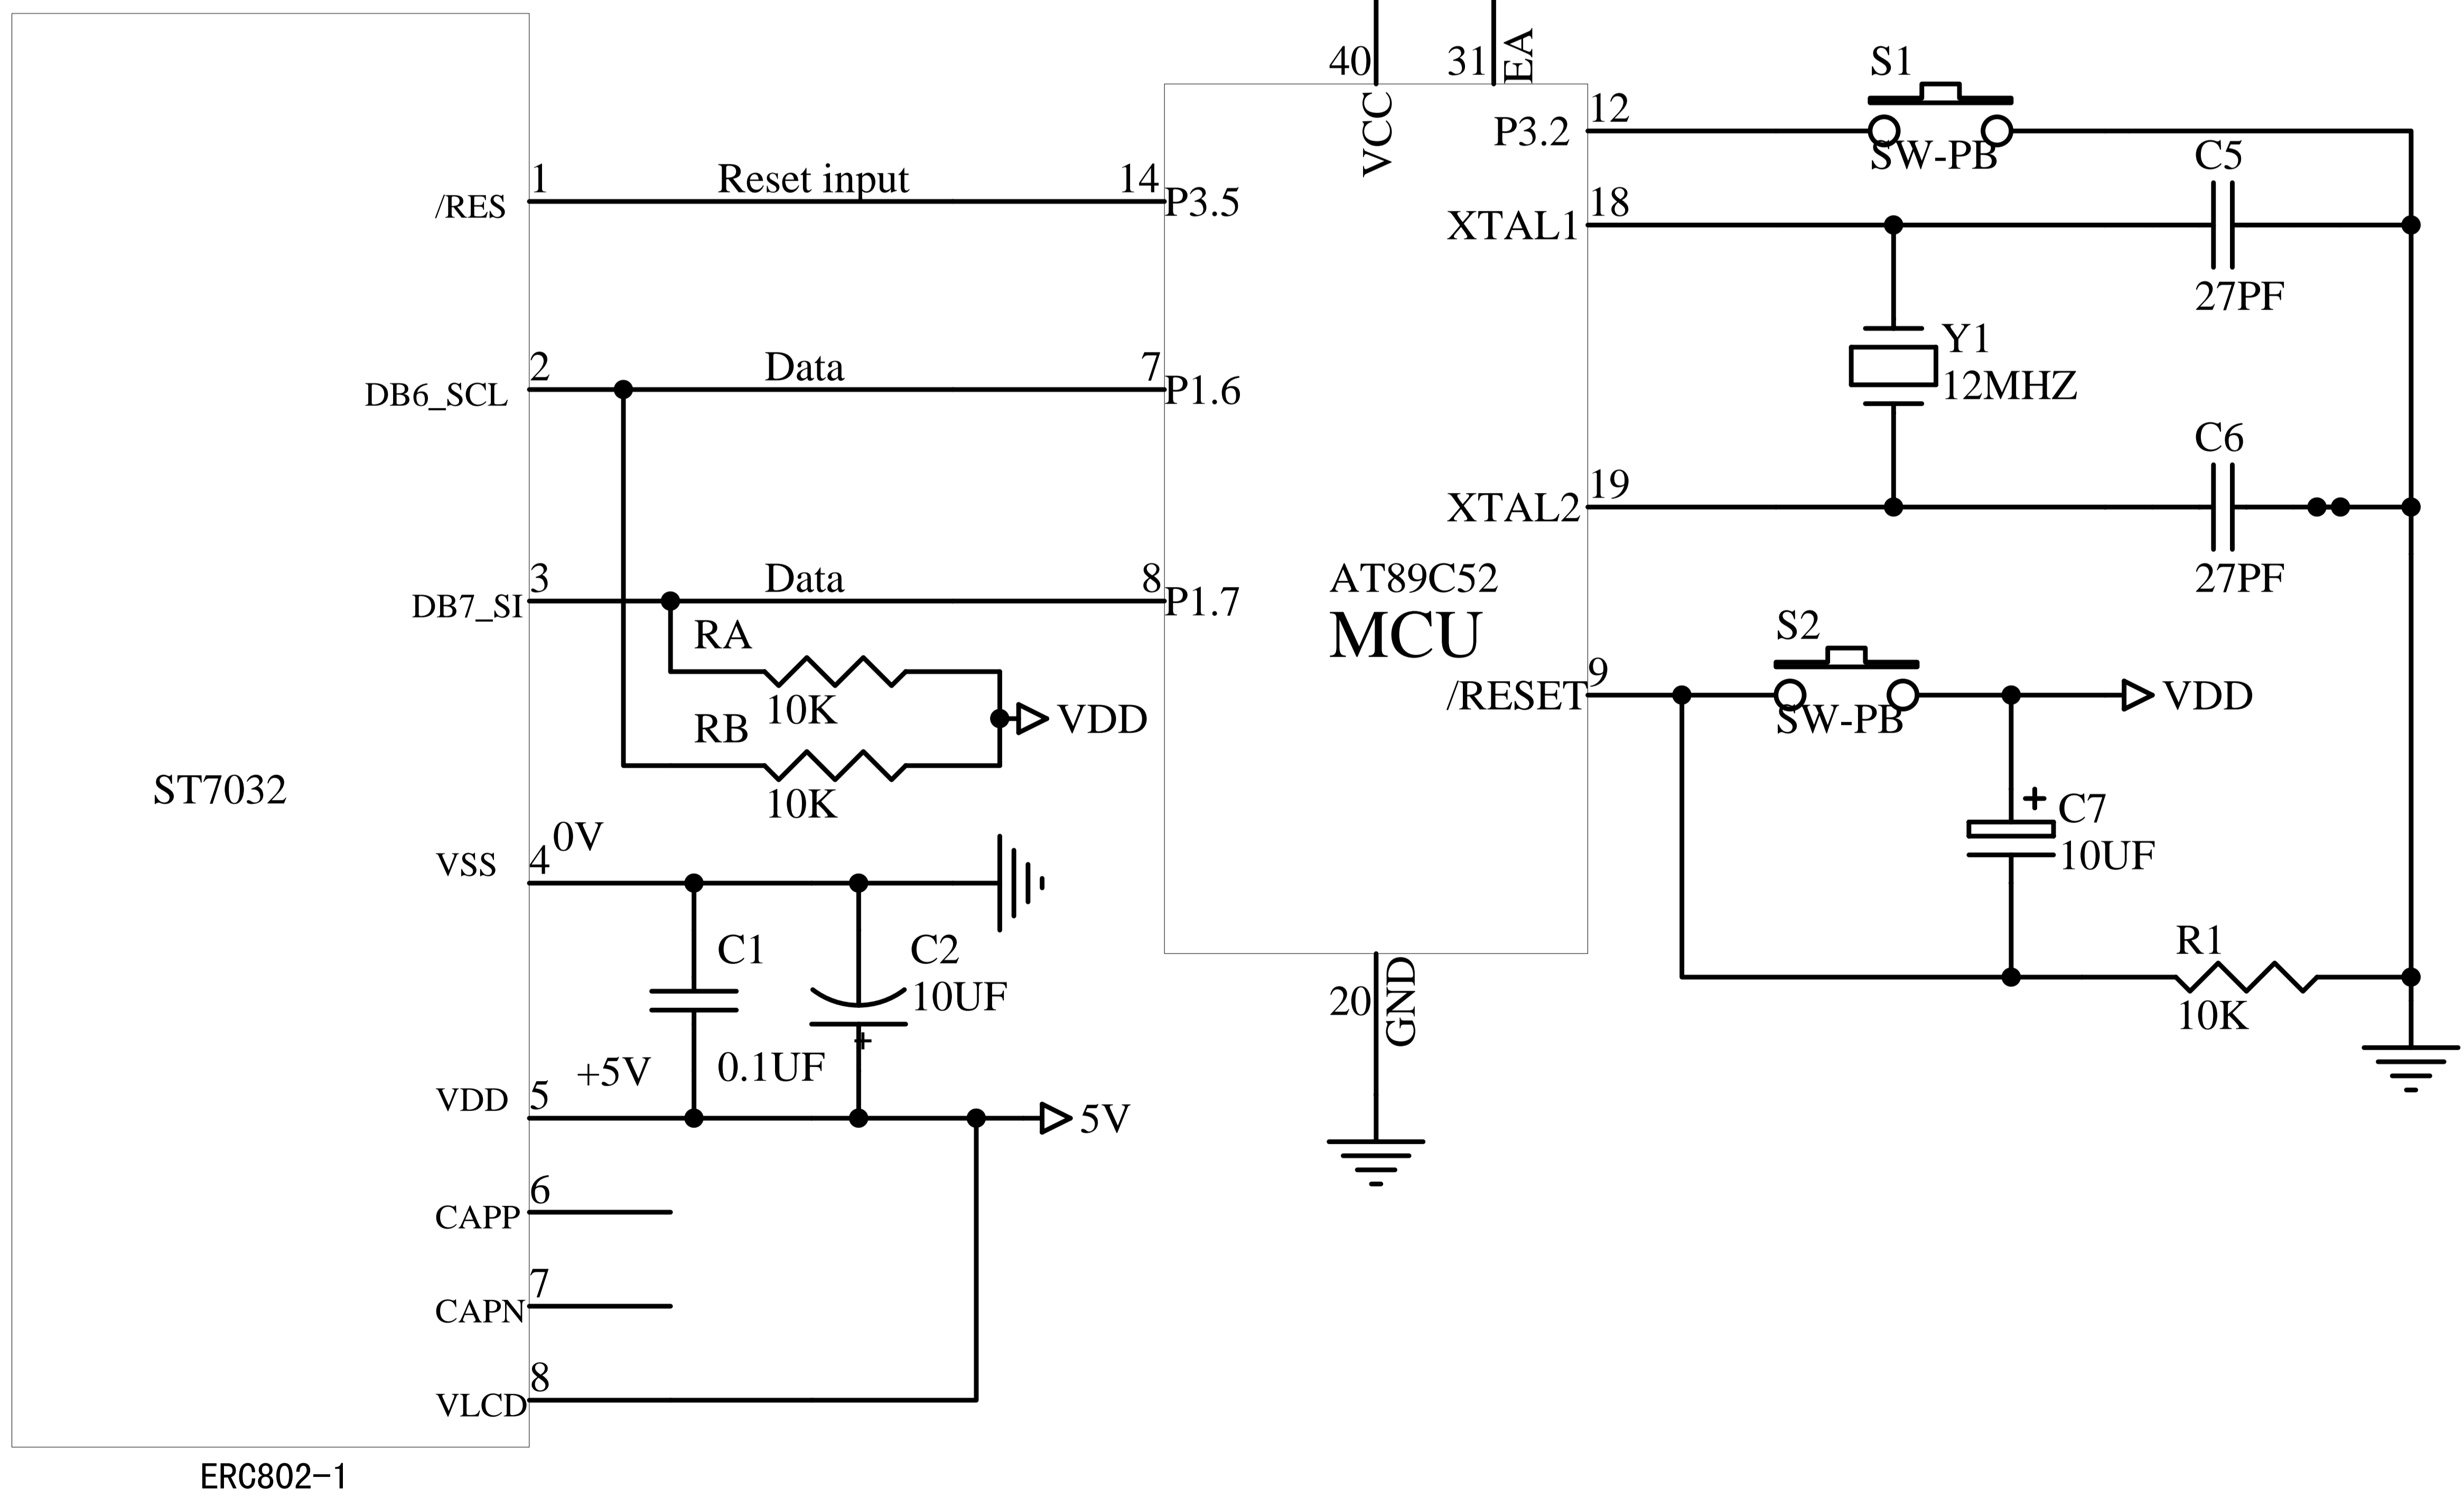 40
VCC
31
EA
S1
SW-PB
12
P3.2
C5
27PF
1
/RES
Reset input
14
P3.5
18
XTAL1
2
DB6_SCL
Data
7
P1.6
Y1
12MHZ
C6
27PF
19
XTAL2
3
DB7_SI
Data
8
P1.7
AT89C52
MCU
RA
10K
RB
10K
VDD
S2
SW-PB
9
/RESET
VDD
ST7032
0V
4
VSS
C7
+
10UF
C1
0.1UF
C2
10UF
+
R1
10K
20
GND
+5V
5
VDD
5V
6
CAPP
7
CAPN
8
VLCD
ERC802-1